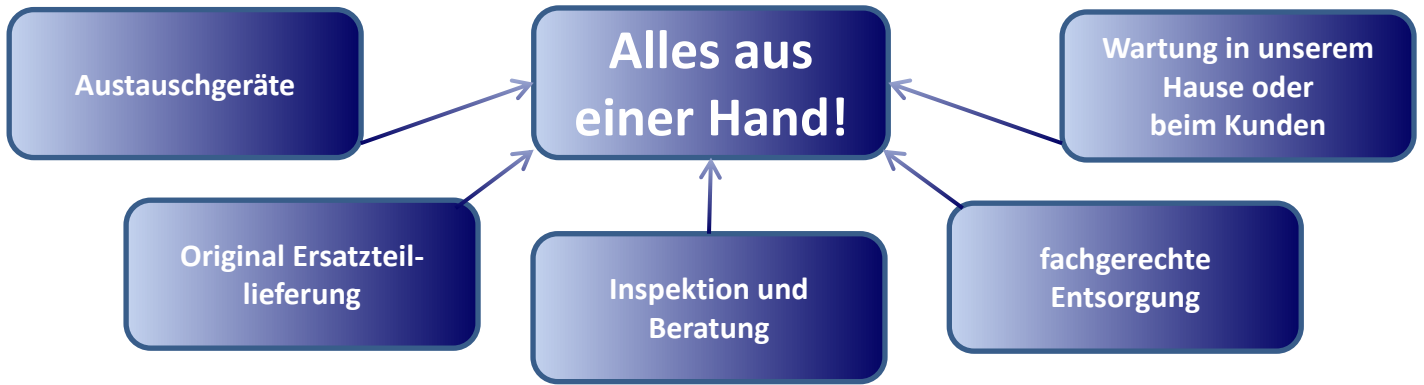 Austauschgeräte
Alles aus
einer Hand!
Wartung in unserem
Hause oder
beim Kunden
Original Ersatzteil-
lieferung
Inspektion und
Beratung
fachgerechte
Entsorgung